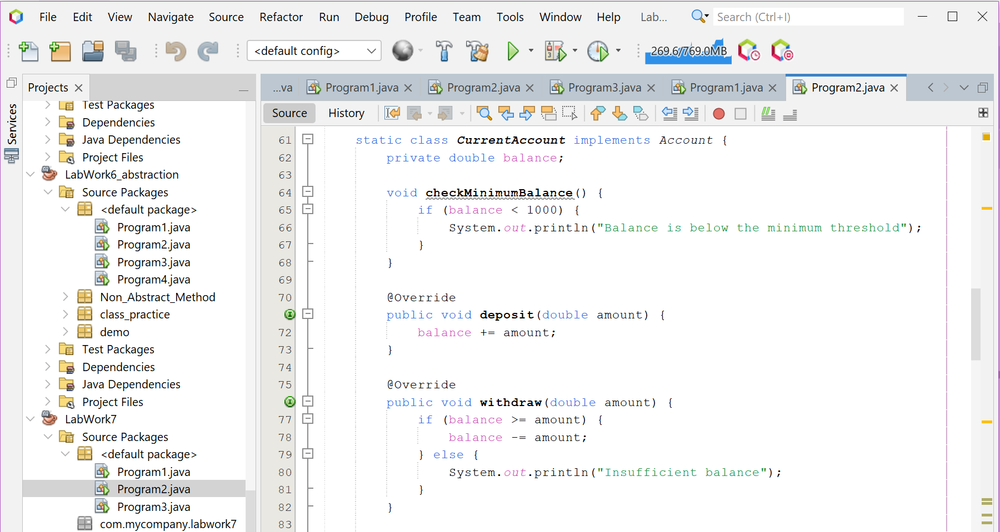 File Edit View Navigate Source Refactor Run Debug Profile Team Tools Window Help Lab... Search (Ctrl+I)
<default config> 269.6/769.0MB
Services
Projects
Test Packages
Dependencies
Java Dependencies
Project Files
LabWork6_abstraction
Source Packages
<default package>
Program1.java
Program2.java
Program3.java
Program4.java
Non_Abstract_Method
class_practice
demo
Test Packages
Dependencies
Java Dependencies
Project Files
LabWork7
Source Packages
<default package>
Program1.java
Program2.java
Program3.java
com.mycompany.labwork7
...va Program1.java Program2.java Program3.java Program1.java Program2.java
Source History
61 static class CurrentAccount implements Account {
62 private double balance;
63
64 void checkMinimumBalance() {
65 if (balance < 1000) {
66 System.out.println("Balance is below the minimum threshold");
67 }
68 }
69
70 @Override
public void deposit(double amount) {
72 balance += amount;
73 }
74
75 @Override
public void withdraw(double amount) {
77 if (balance >= amount) {
78 balance -= amount;
79 } else {
80 System.out.println("Insufficient balance");
81 }
82 }
83